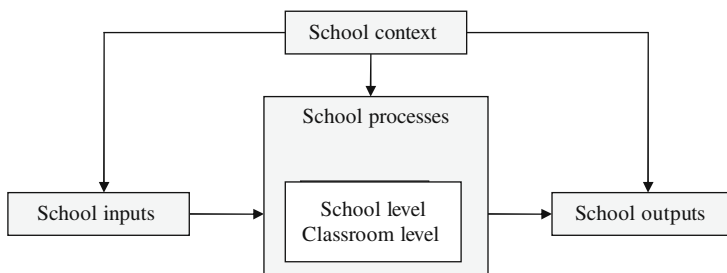 School context
School processes
School inputs
School level
Classroom level
School outputs